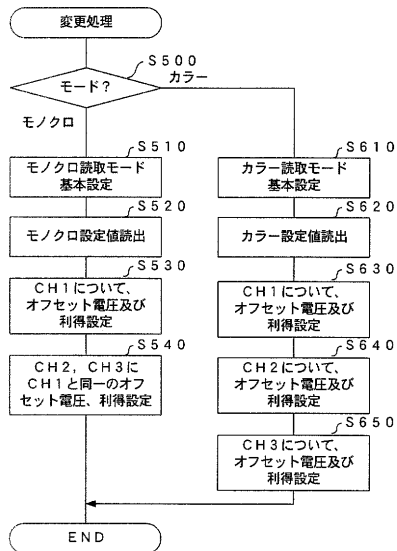 変更処理
S500
モード?
カラー
モノクロ
S510
モノクロ読取モード
基本設定
S520
モノクロ設定値読出
S530
CH1について、
オフセット電圧及び
利得設定
S540
CH2,CH3に
CH1と同一のオフ
セット電圧、利得設定
S610
カラー読取モード
基本設定
S620
カラー設定値読出
S630
CH1について、
オフセット電圧及び
利得設定
S640
CH2について、
オフセット電圧及び
利得設定
S650
CH3について、
オフセット電圧及び
利得設定
END